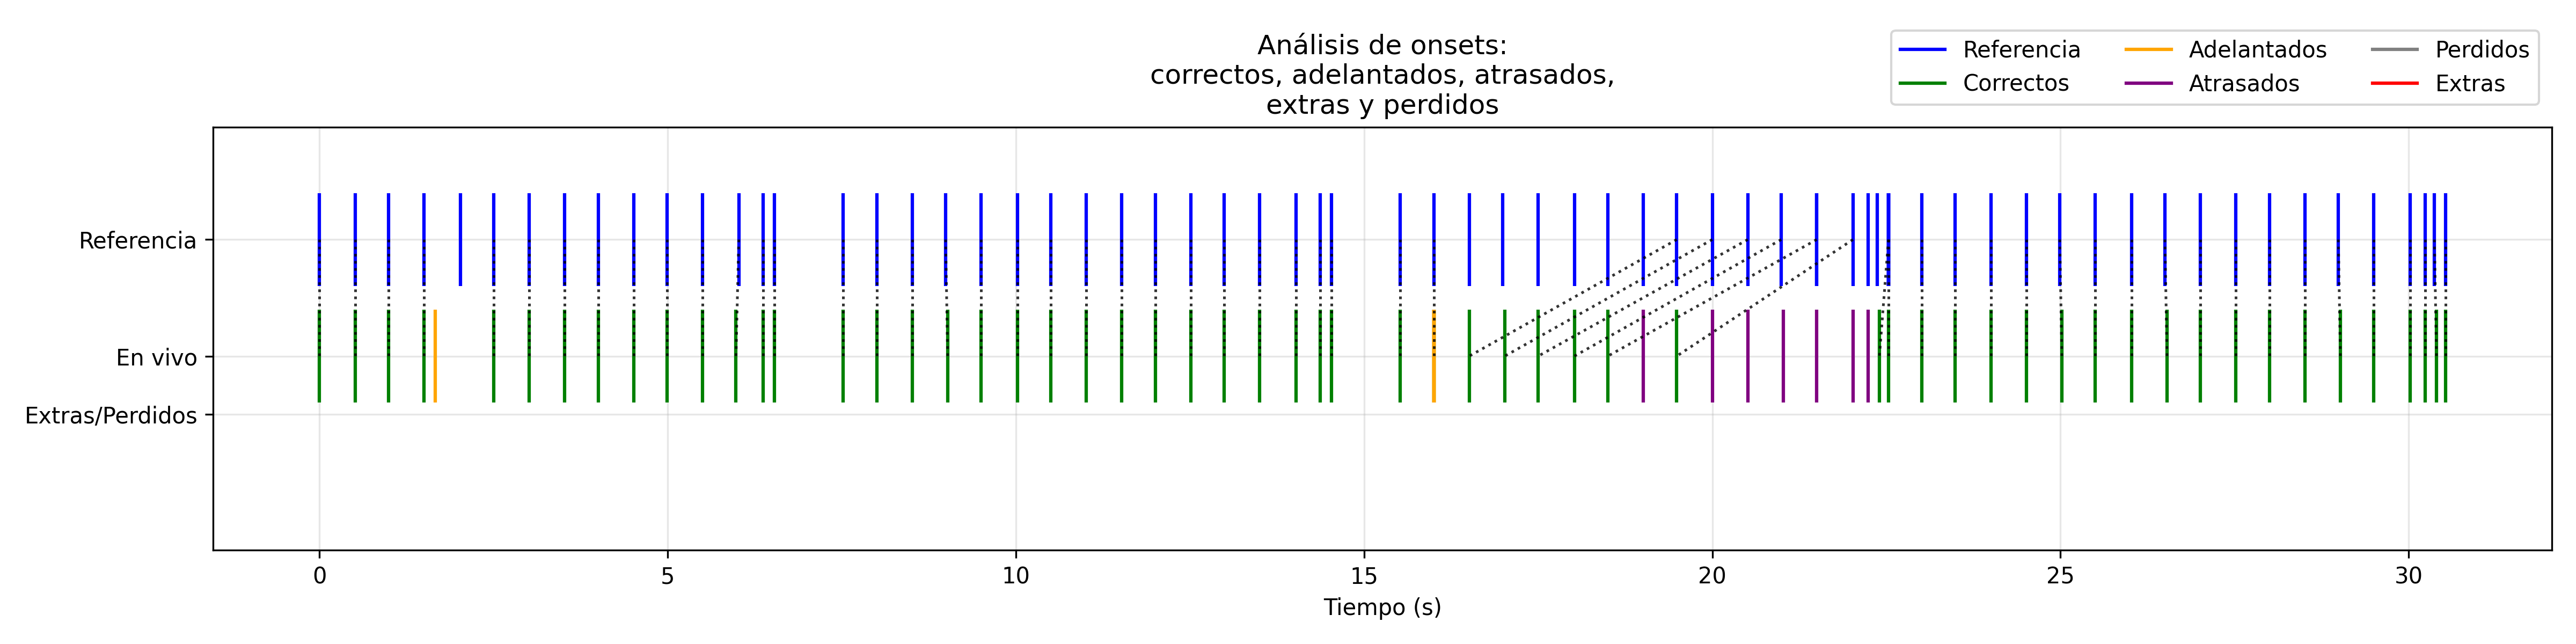 Análisis de onsets:
correctos, adelantados, atrasados,
extras y perdidos
Referencia
Correctos
Adelantados
Atrasados
Perdidos
Extras
Referencia
En vivo
Extras/Perdidos
0
5
10
15
20
25
30
Tiempo (s)